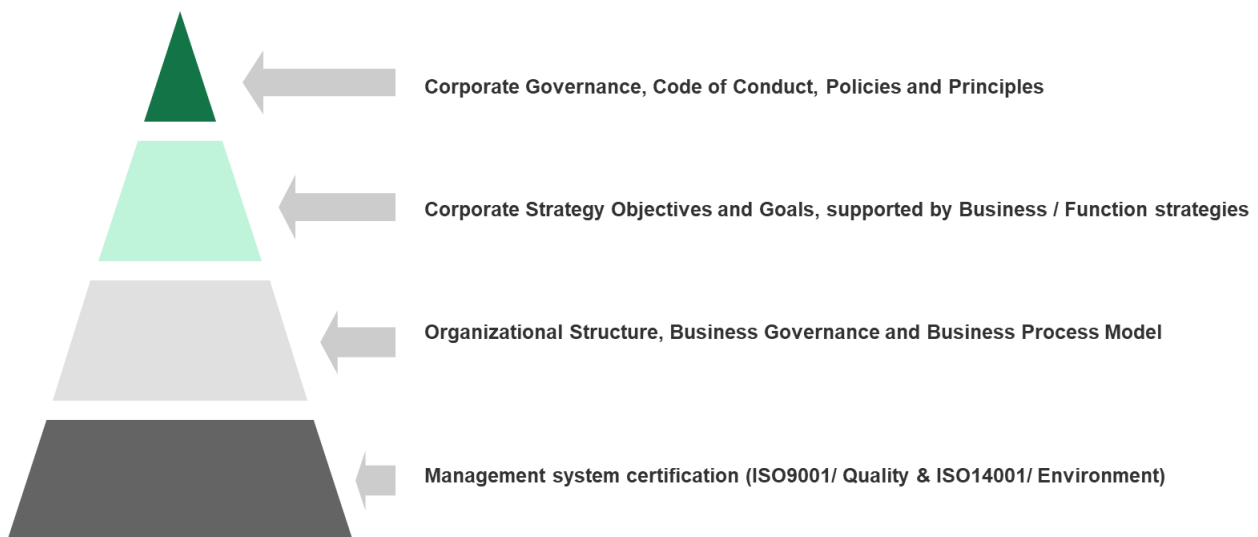 Corporate Governance, Code of Conduct, Policies and Principles
Corporate Strategy Objectives and Goals, supported by Business / Function strategies
Organizational Structure, Business Governance and Business Process Model
Management system certification (ISO9001/ Quality & ISO14001/ Environment)